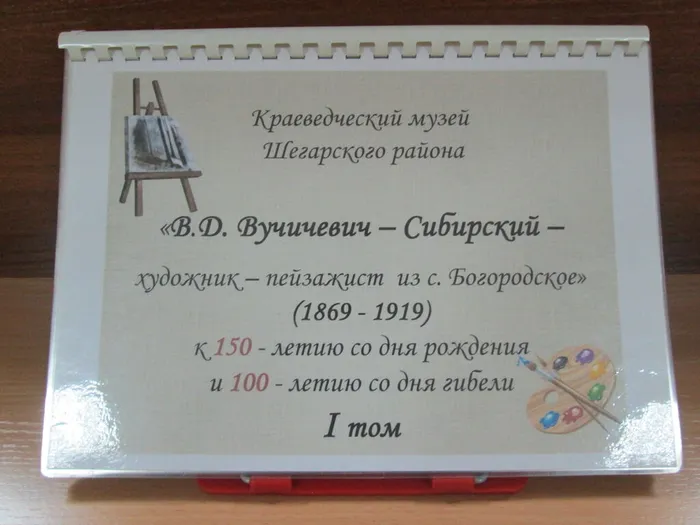 Краеведческий музей
Шегарского района
«В.Д. Вучичевич – Сибирский –
художник – пейзажист из с. Богородское»
(1869 - 1919)
к 150 - летию со дня рождения
и 100 - летию со дня гибели
I том